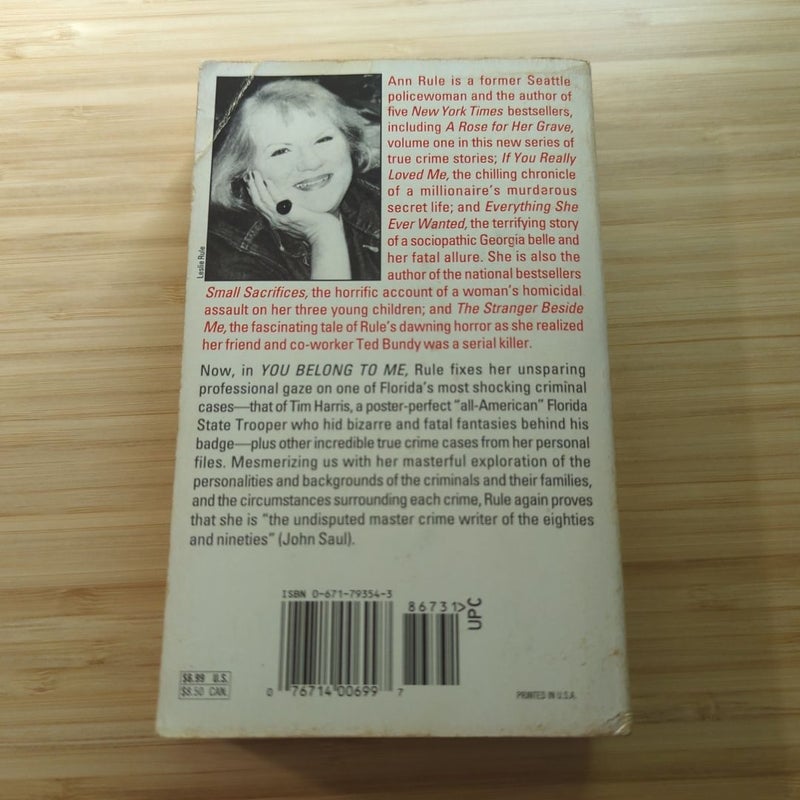 Ann Rule is a former Seattle
policewoman and the author of
five New York Times bestsellers,
including A Rose for Her Grave,
volume one in this new series of
true crime stories; If You Really
Loved Me, the chilling chronicle
of a millionaire's murdarous
secret life; and Everything She
Ever Wanted, the terrifying story
of a sociopathic Georgia belle and
her fatal allure. She is also the
author of the national bestsellers
Small Sacrifices, the horrific account of a woman's homicidal
assault on her three young children; and The Stranger Beside
Me, the fascinating tale of Rule's dawning horror as she realized
her friend and co-worker Ted Bundy was a serial killer.
Leslie Rule
Now, in YOU BELONG TO ME, Rule fixes her unsparing
professional gaze on one of Florida's most shocking criminal
cases—that of Tim Harris, a poster-perfect "all-American" Florida
State Trooper who hid bizarre and fatal fantasies behind his
badge—plus other incredible true crime cases from her personal
files. Mesmerizing us with her masterful exploration of the
personalities and backgrounds of the criminals and their families,
and the circumstances surrounding each crime, Rule again proves
that she is "the undisputed master crime writer of the eighties
and nineties" (John Saul).
ISBN 0-671-79354-3
86731>
UPC
$6.99 U.S.
$8.50 CAN.
0 76714 00699 7
PRINTED IN U.S.A.